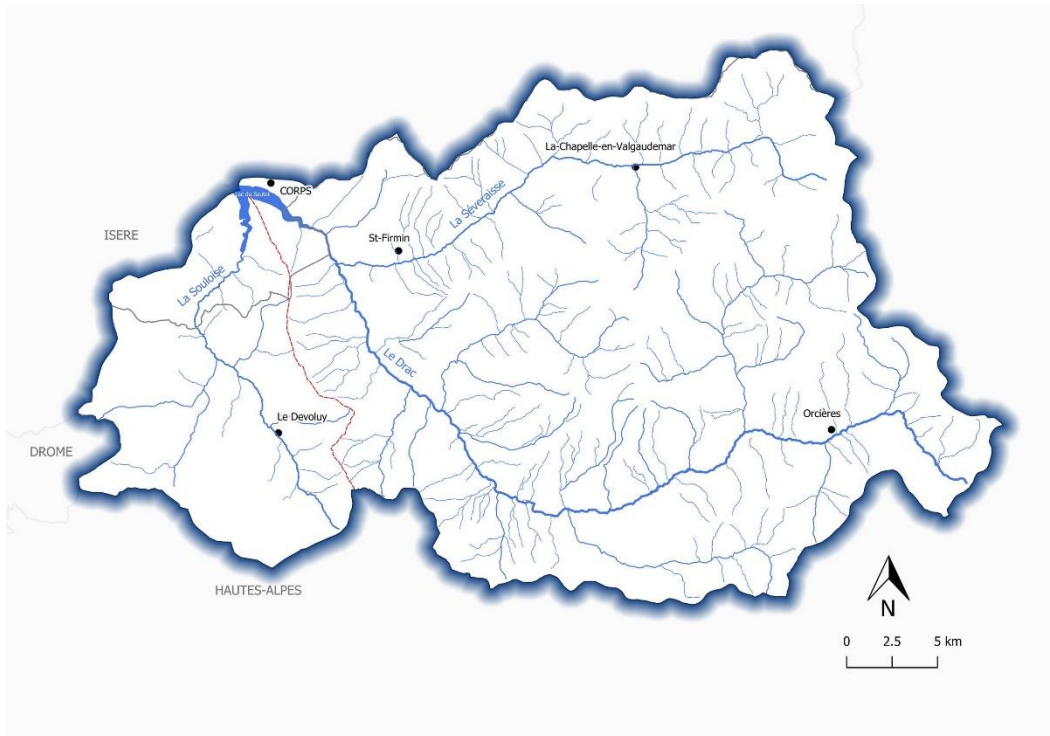 La-Chapelle-en-Valgaudemar
CORPS
La Séveraisse
ISERE
St-Firmin
La Souloise
Le Drac
Le Devoluy
Orcières
DROME
HAUTES-ALPES
N
0 2.5 5 km